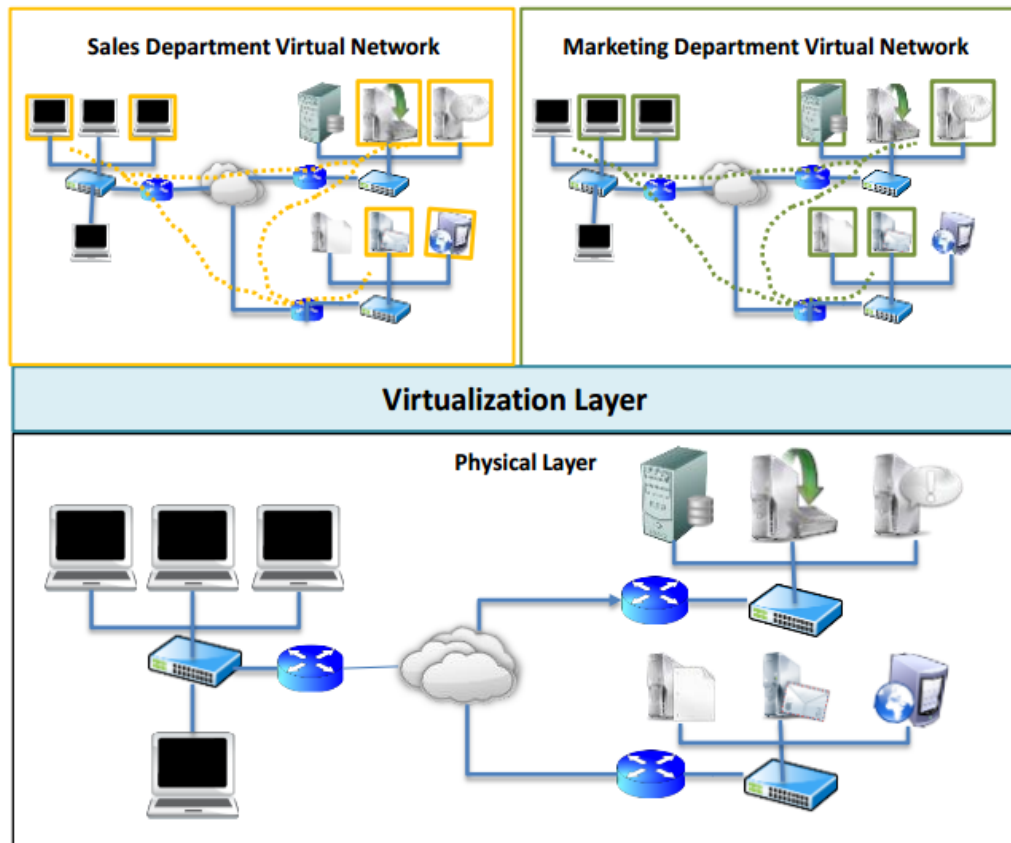 Sales Department Virtual Network
Marketing Department Virtual Network
Virtualization Layer
Physical Layer